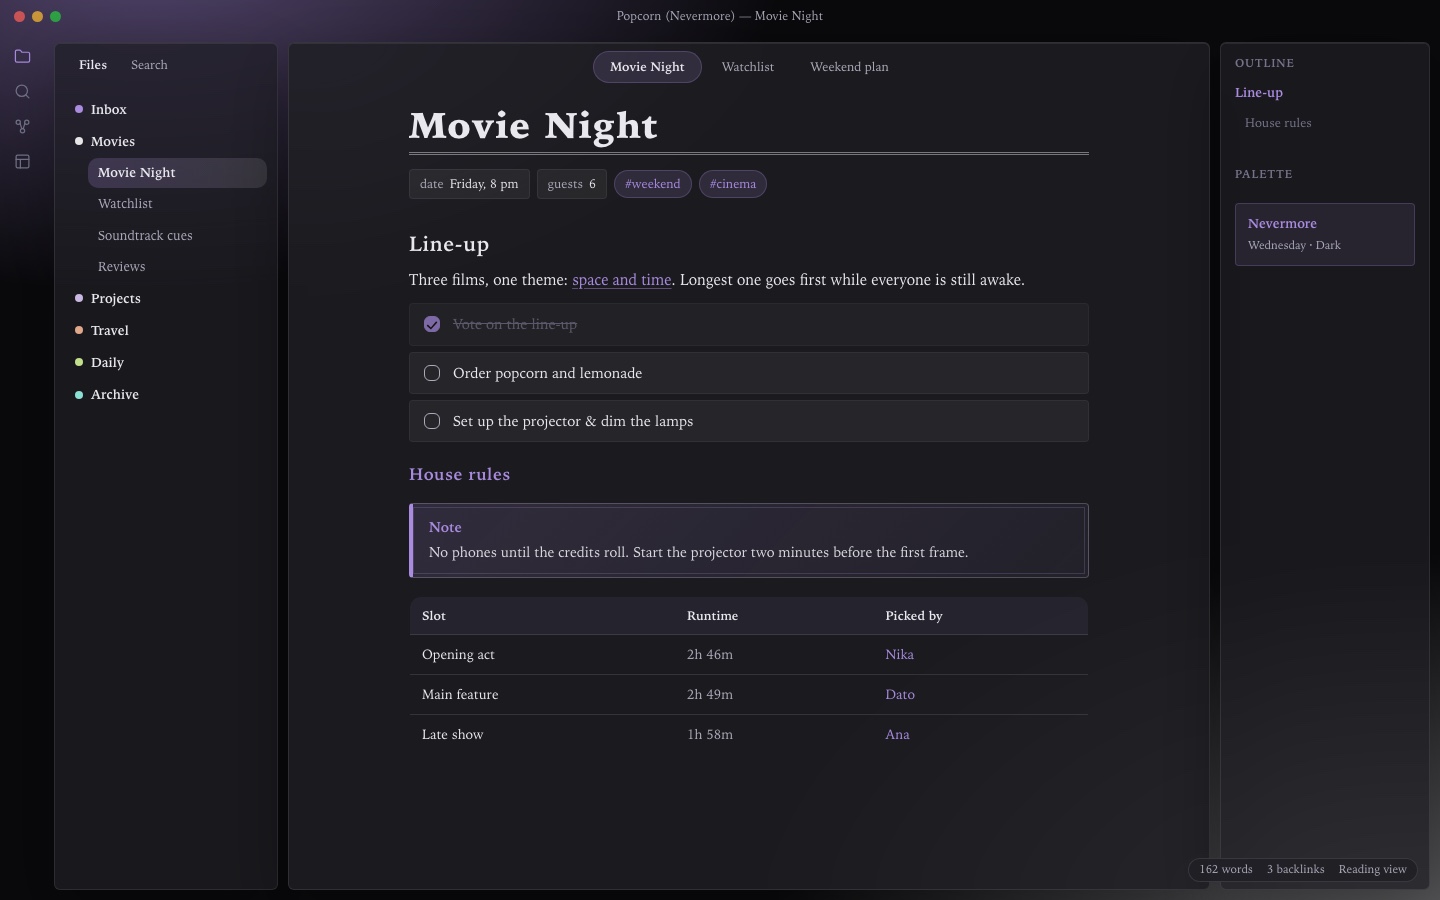 Popcorn (Nevermore) — Movie Night
Files Search
Inbox
Movies
Movie Night
Watchlist
Soundtrack cues
Reviews
Projects
Travel
Daily
Archive
Movie Night Watchlist Weekend plan
Movie Night
date Friday, 8 pm guests 6 #weekend #cinema
Line-up
Three films, one theme: space and time. Longest one goes first while everyone is still awake.
Vote on the line-up
Order popcorn and lemonade
Set up the projector & dim the lamps
House rules
Note
No phones until the credits roll. Start the projector two minutes before the first frame.
Slot Runtime Picked by
Opening act 2h 46m Nika
Main feature 2h 49m Dato
Late show 1h 58m Ana
OUTLINE
Line-up
House rules
PALETTE
Nevermore
Wednesday · Dark
162 words 3 backlinks Reading view